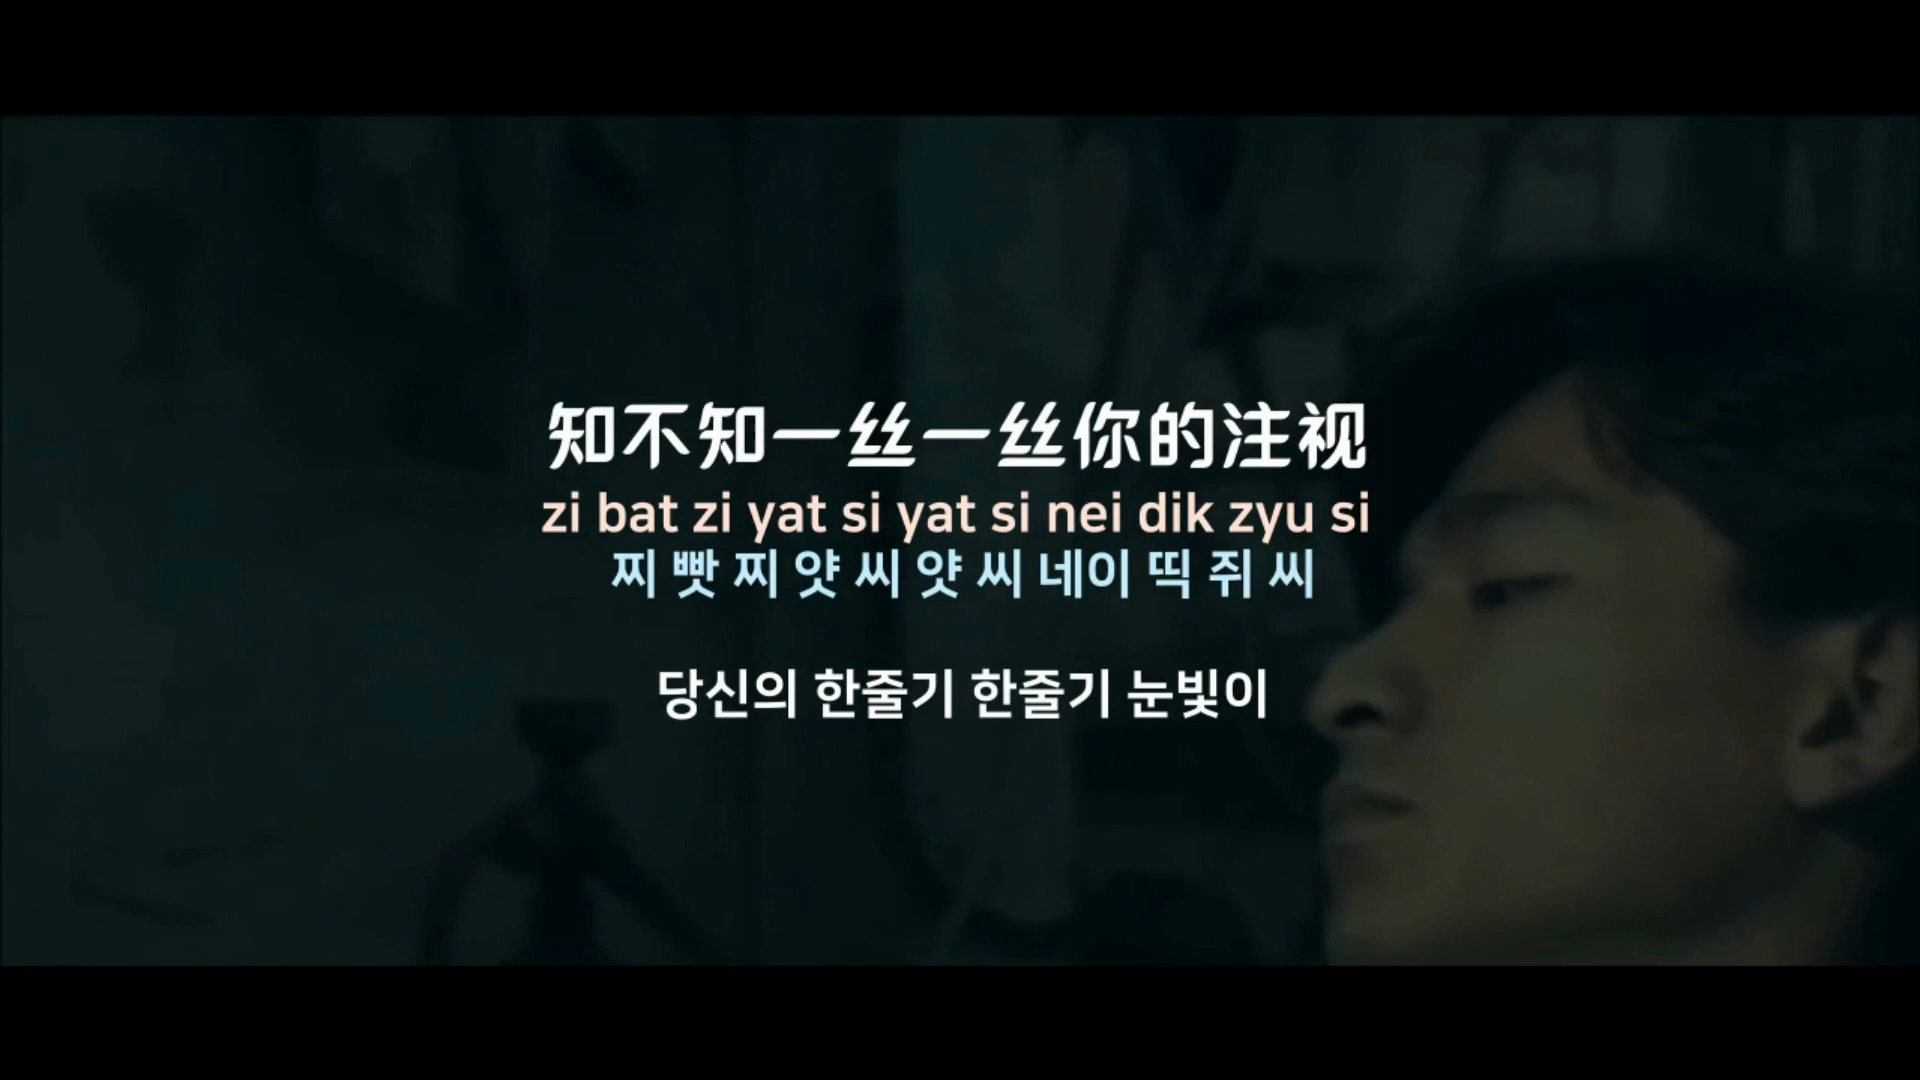 知不知一丝一丝你的注视
zi bat zi yat si yat si nei dik zyu si
찌 빳 찌 얏 씨 얏 씨 네이 띡 쥐 씨
당신의 한줄기 한줄기 눈빛이